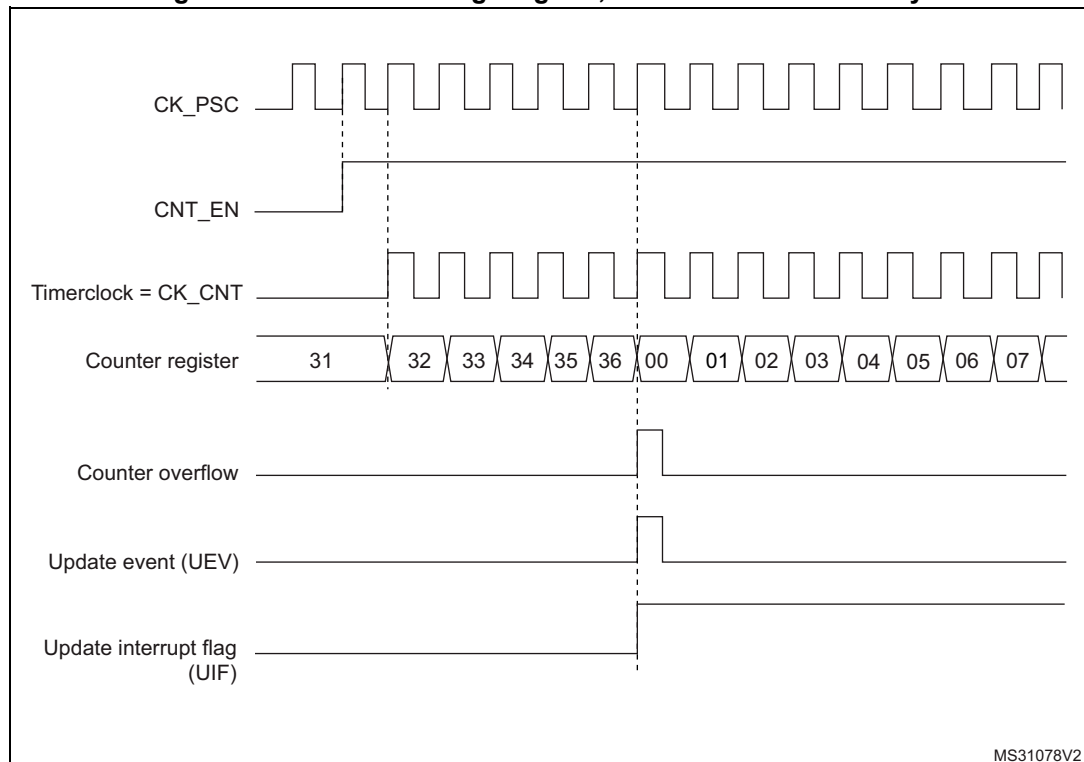 CK_PSC
CNT_EN
Timerclock = CK_CNT
Counter register 31 32 33 34 35 36 00 01 02 03 04 05 06 07
Counter overflow
Update event (UEV)
Update interrupt flag
(UIF)
MS31078V2